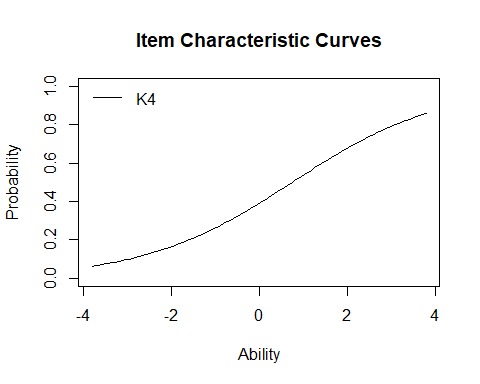 Item Characteristic Curves
K4
Probability
0.0 0.2 0.4 0.6 0.8 1.0
-4 -2 0 2 4
Ability